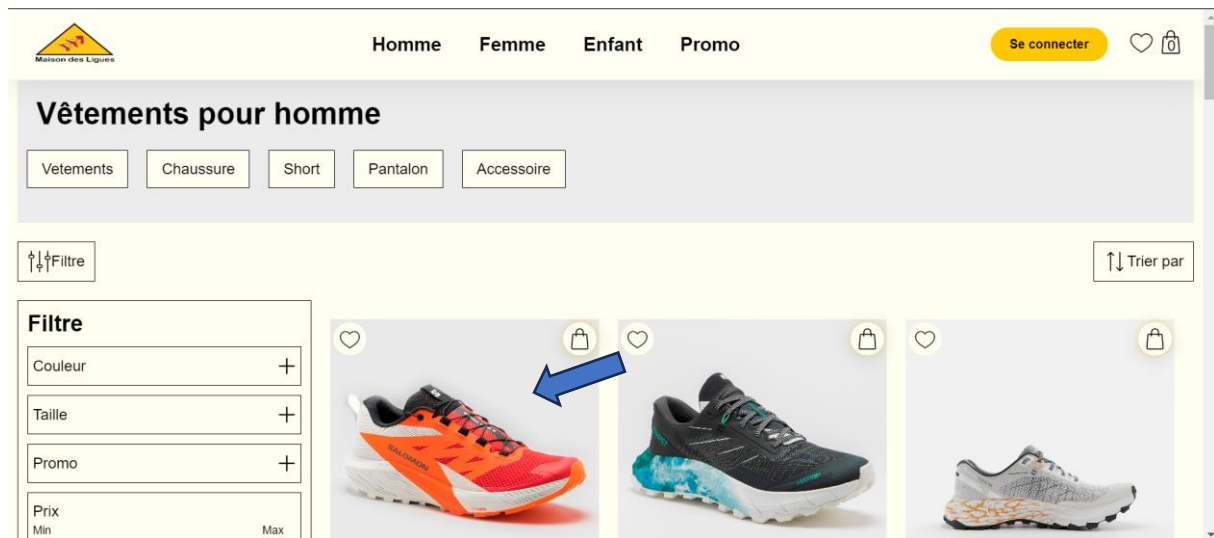 Maison des Ligues
Homme Femme Enfant Promo
Se connecter
0
Vêtements pour homme
Vetements Chaussure Short Pantalon Accessoire
Filtre
Trier par
Filtre
Couleur
Taille
Promo
Prix
Min Max
SALOMON